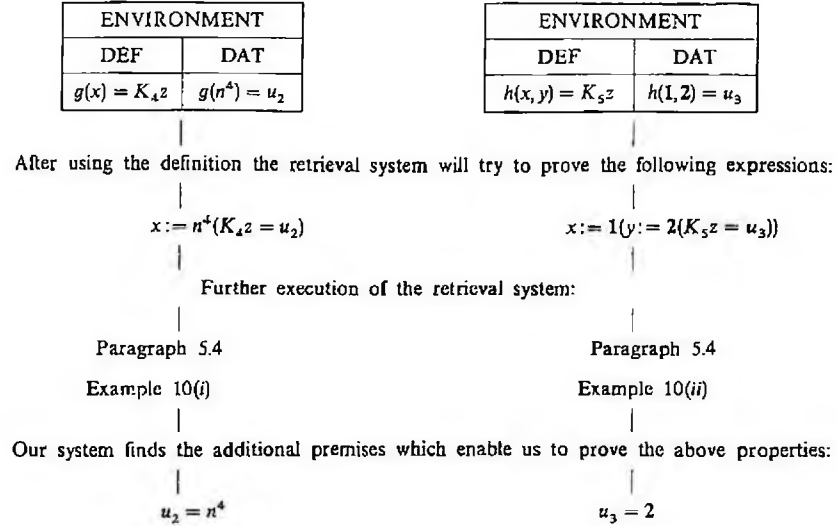 ENVIRONMENT ENVIRONMENT
DEF DAT DEF DAT
g(x) = K₄z g(n⁴) = u₂ h(x, y) = K₅z h(1,2) = u₃
After using the definition the retrieval system will try to prove the following expressions:
x := n⁴(K₄z = u₂) x := 1(y := 2(K₅z = u₃))
Further execution of the retrieval system:
Paragraph 5.4 Paragraph 5.4
Example 10(i) Example 10(ii)
Our system finds the additional premises which enable us to prove the above properties:
u₂ = n⁴ u₃ = 2